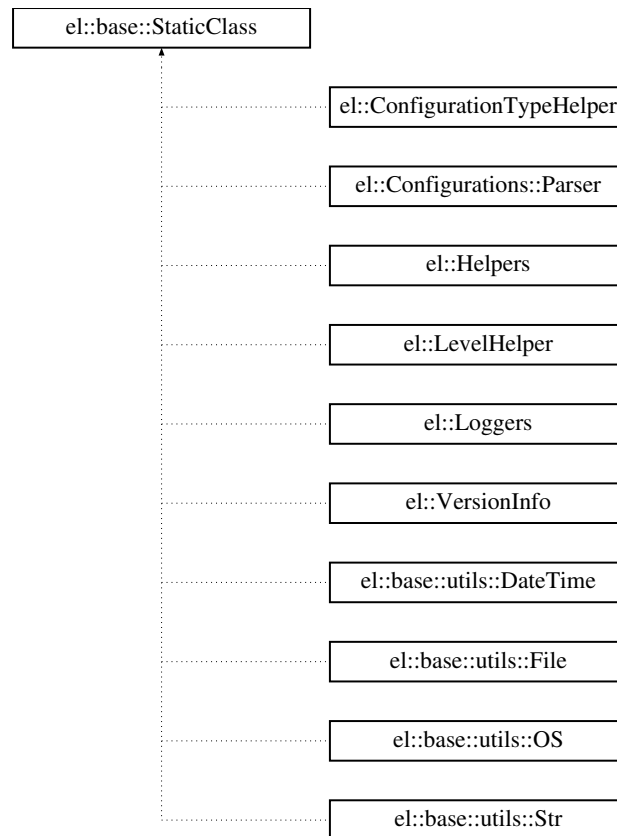 el::base::StaticClass
el::ConfigurationTypeHelper
el::Configurations::Parser
el::Helpers
el::LevelHelper
el::Loggers
el::VersionInfo
el::base::utils::DateTime
el::base::utils::File
el::base::utils::OS
el::base::utils::Str